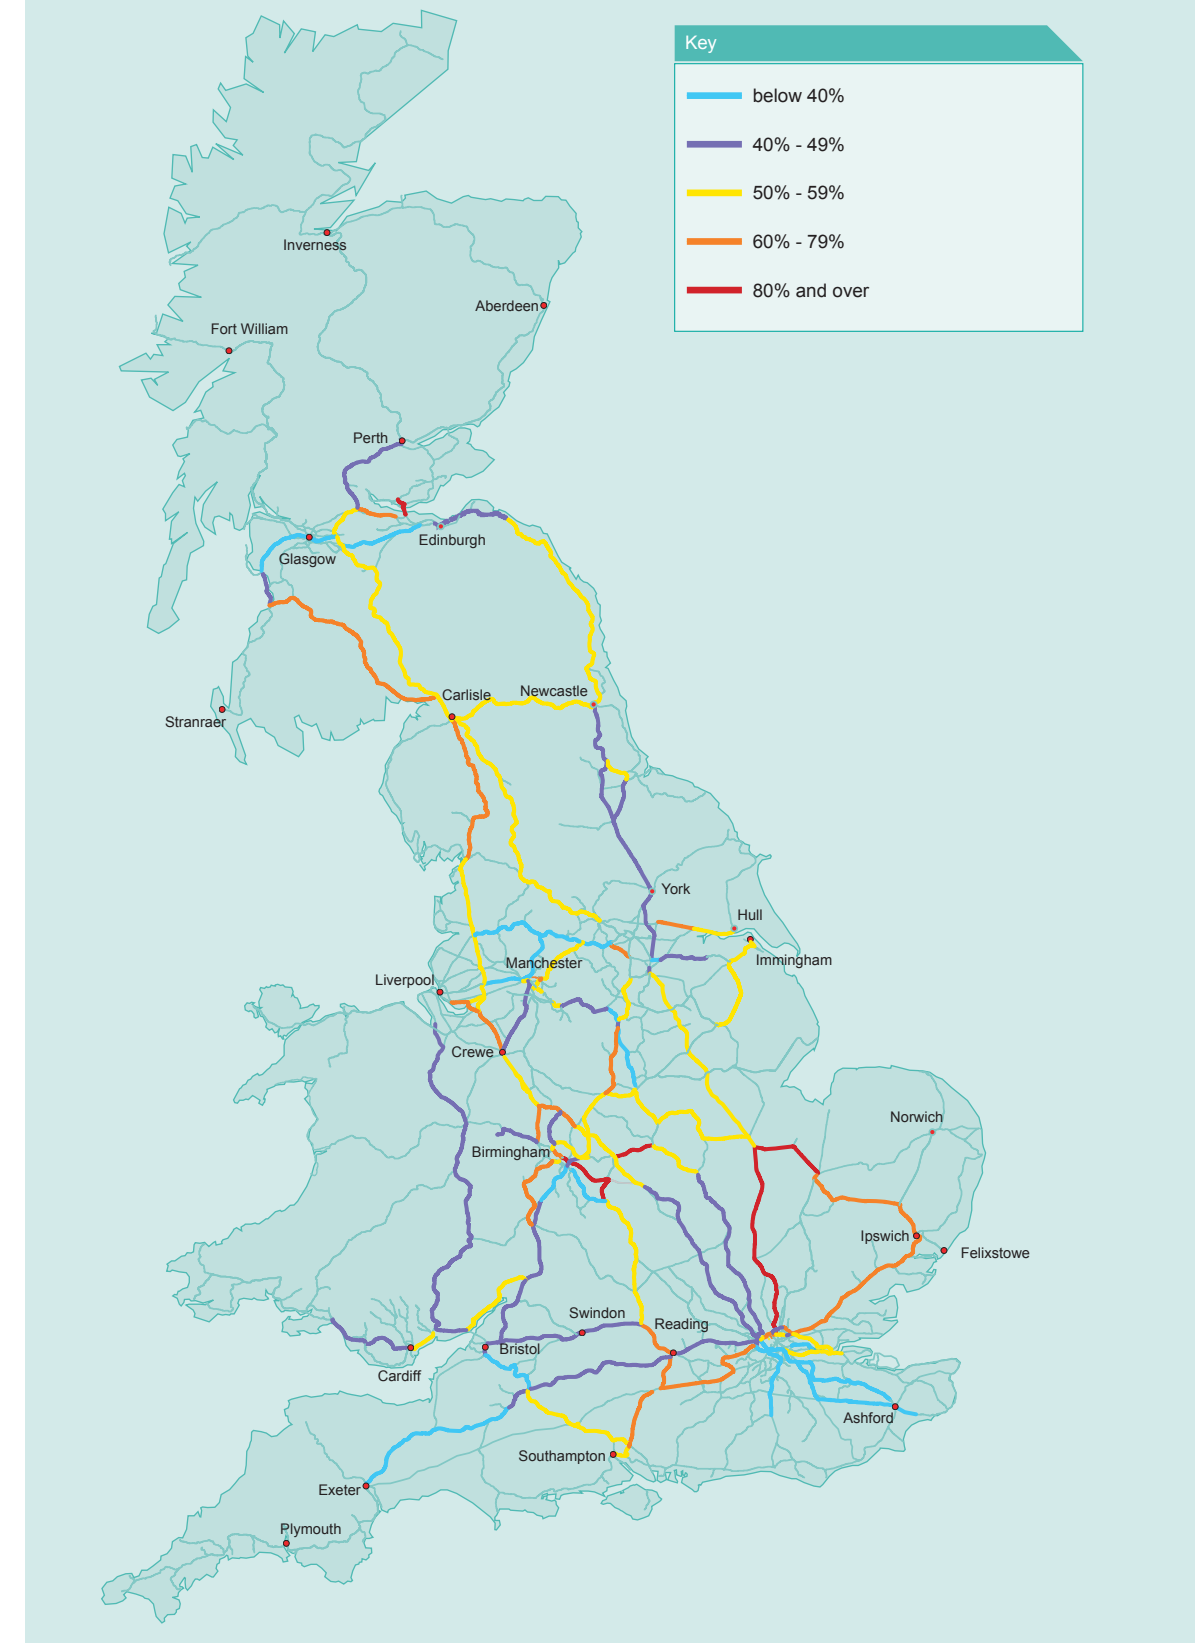 Key
below 40%
40% - 49%
50% - 59%
60% - 79%
80% and over
Inverness
Aberdeen
Fort William
Perth
Edinburgh
Glasgow
Carlisle
Newcastle
Stranraer
York
Hull
Immingham
Manchester
Liverpool
Crewe
Norwich
Birmingham
Ipswich
Felixstowe
Swindon
Reading
Bristol
Cardiff
Ashford
Southampton
Exeter
Plymouth